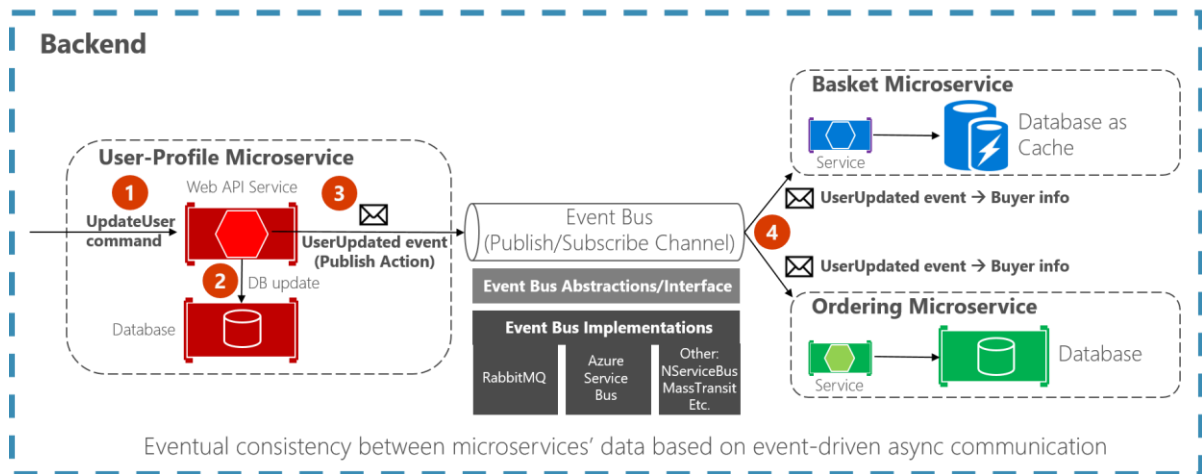 Backend
User-Profile Microservice
Web API Service
1
UpdateUser
command
3
UserUpdated event
(Publish Action)
2
DB update
Database
Event Bus
(Publish/Subscribe Channel)
Event Bus Abstractions/Interface
Event Bus Implementations
RabbitMQ
Azure
Service
Bus
Other:
NServiceBus
MassTransit
Etc.
4
Basket Microservice
Service
Database as
Cache
UserUpdated event → Buyer info
UserUpdated event → Buyer info
Ordering Microservice
Service
Database
Eventual consistency between microservices’ data based on event-driven async communication